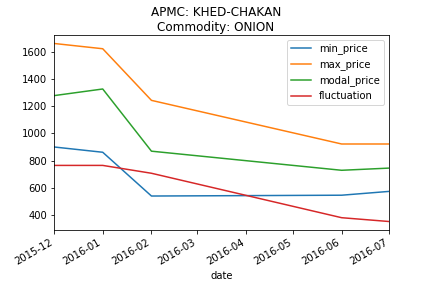 APMC: KHED-CHAKAN
Commodity: ONION
min_price
max_price
modal_price
fluctuation
1600
1400
1200
1000
800
600
400
2015-12
2016-01
2016-02
2016-03
2016-04
2016-05
2016-06
2016-07
date